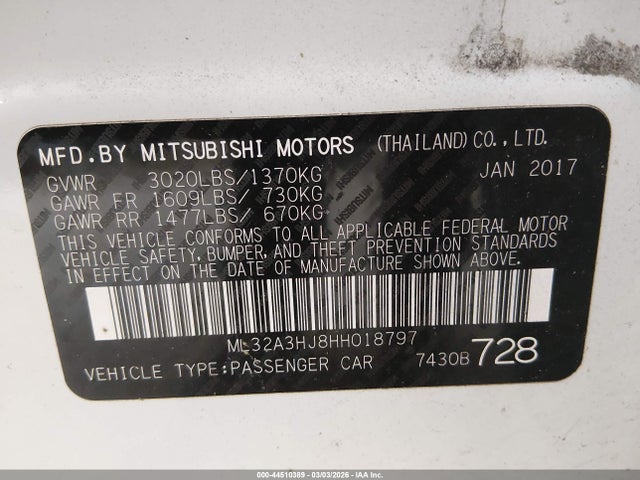 MFD.BY MITSUBISHI MOTORS (THAILAND) CO., LTD.
GVWR 3020LBS/1370KG JAN 2017
GAWR FR 1609LBS/ 730KG
GAWR RR 1477LBS/ 670KG
THIS VEHICLE CONFORMS TO ALL APPLICABLE FEDERAL MOTOR
VEHICLE SAFETY, BUMPER, AND THEFT PREVENTION STANDARDS
IN EFFECT ON THE DATE OF MANUFACTURE SHOWN ABOVE.
ML32A3HJ8HH018797
VEHICLE TYPE:PASSENGER CAR 7430B 728
000-44510389 - 03/03/2026 - IAA Inc.